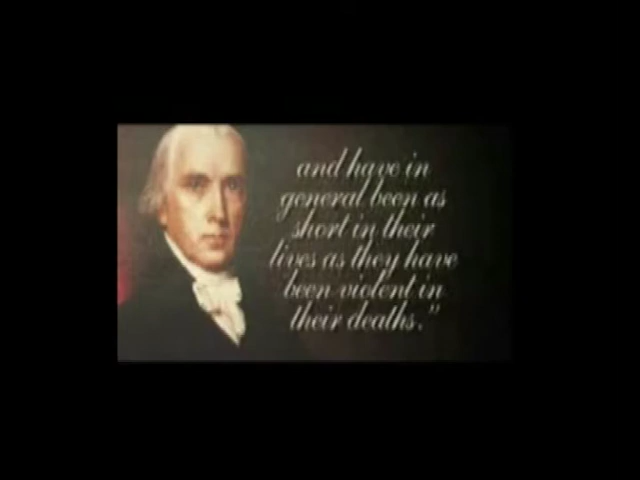 and have in
general been as
short in their
lives as they have
been violent in
their deaths."